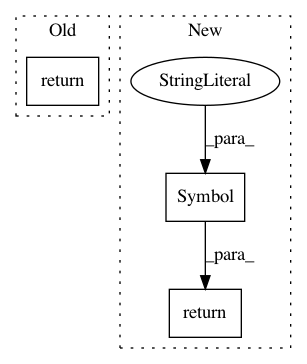 Old
return
New
StringLiteral
_para_
Symbol
_para_
return